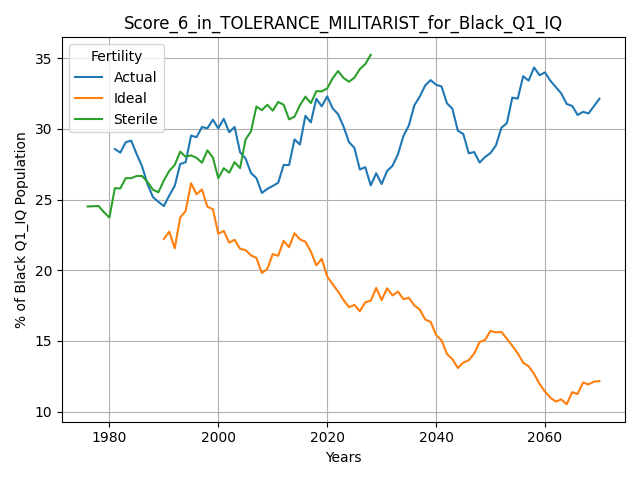 Score_6_in_TOLERANCE_MILITARIST_for_Black_Q1_IQ
Fertility
Actual
Ideal
Sterile
% of Black Q1_IQ Population
35
30
25
20
15
10
1980
2000
2020
2040
2060
Years